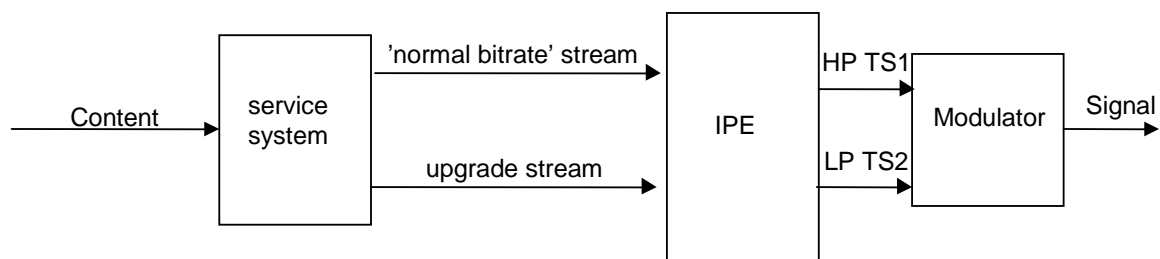 Content
service
system
’normal bitrate’ stream
upgrade stream
IPE
HP TS1
LP TS2
Modulator
Signal